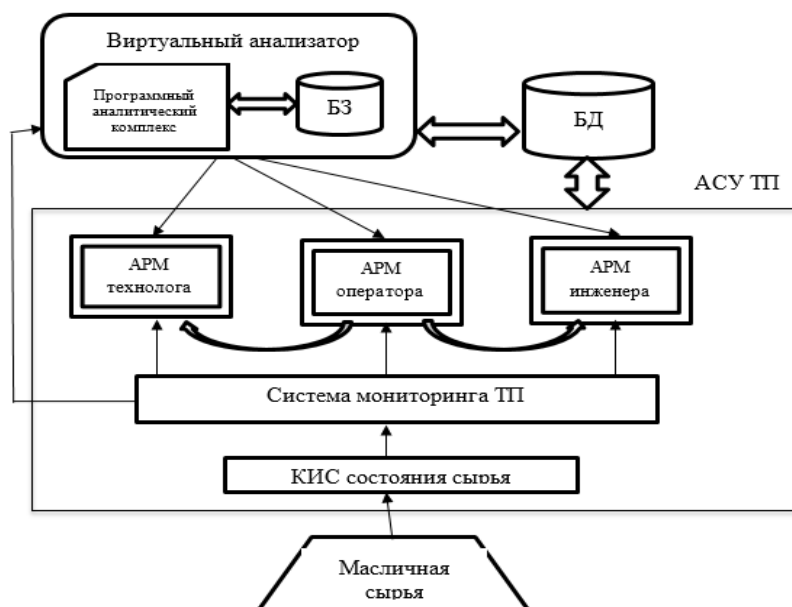 Виртуальный анализатор
Программный
аналитический
комплекс
БЗ
БД
АСУ ТП
АРМ
технолога
АРМ
оператора
АРМ
инженера
Система мониторинга ТП
КИС состояния сырья
Масличная
сырья